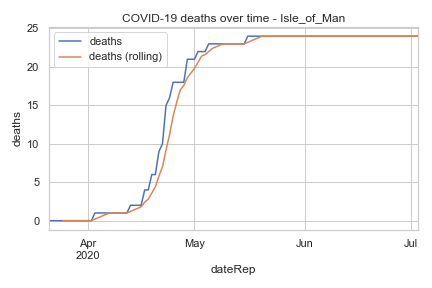 COVID-19 deaths over time - Isle_of_Man
deaths
deaths (rolling)
25
20
15
10
5
0
deaths
Apr
2020
May
Jun
Jul
dateRep